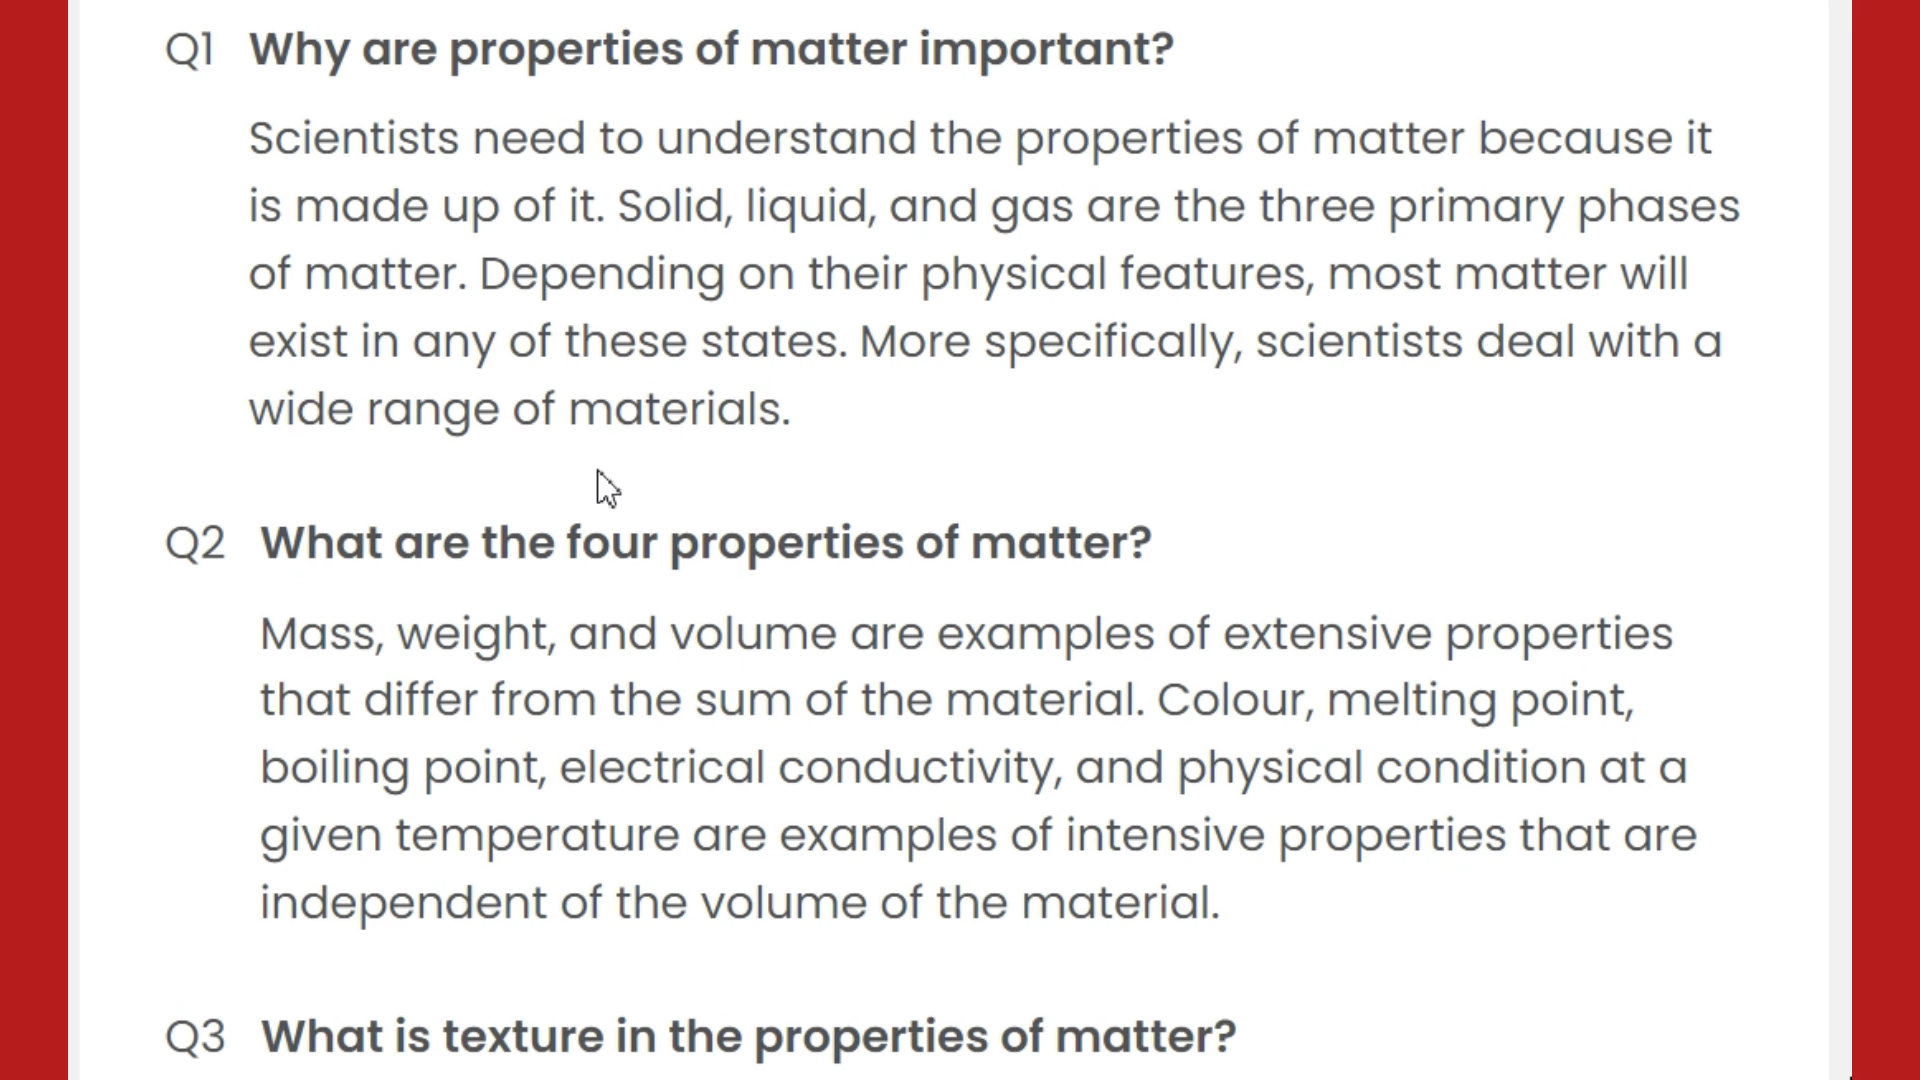 Q1 Why are properties of matter important?
Scientists need to understand the properties of matter because it
is made up of it. Solid, liquid, and gas are the three primary phases
of matter. Depending on their physical features, most matter will
exist in any of these states. More specifically, scientists deal with a
wide range of materials.
Q2 What are the four properties of matter?
Mass, weight, and volume are examples of extensive properties
that differ from the sum of the material. Colour, melting point,
boiling point, electrical conductivity, and physical condition at a
given temperature are examples of intensive properties that are
independent of the volume of the material.
Q3 What is texture in the properties of matter?